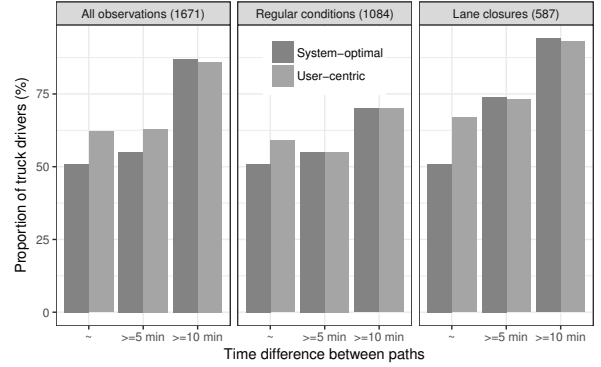 All observations (1671)
Regular conditions (1084)
Lane closures (587)
System−optimal
User−centric
Proportion of truck drivers (%)
75
50
25
0
~ >=5 min >=10 min
~ >=5 min >=10 min
~ >=5 min >=10 min
Time difference between paths